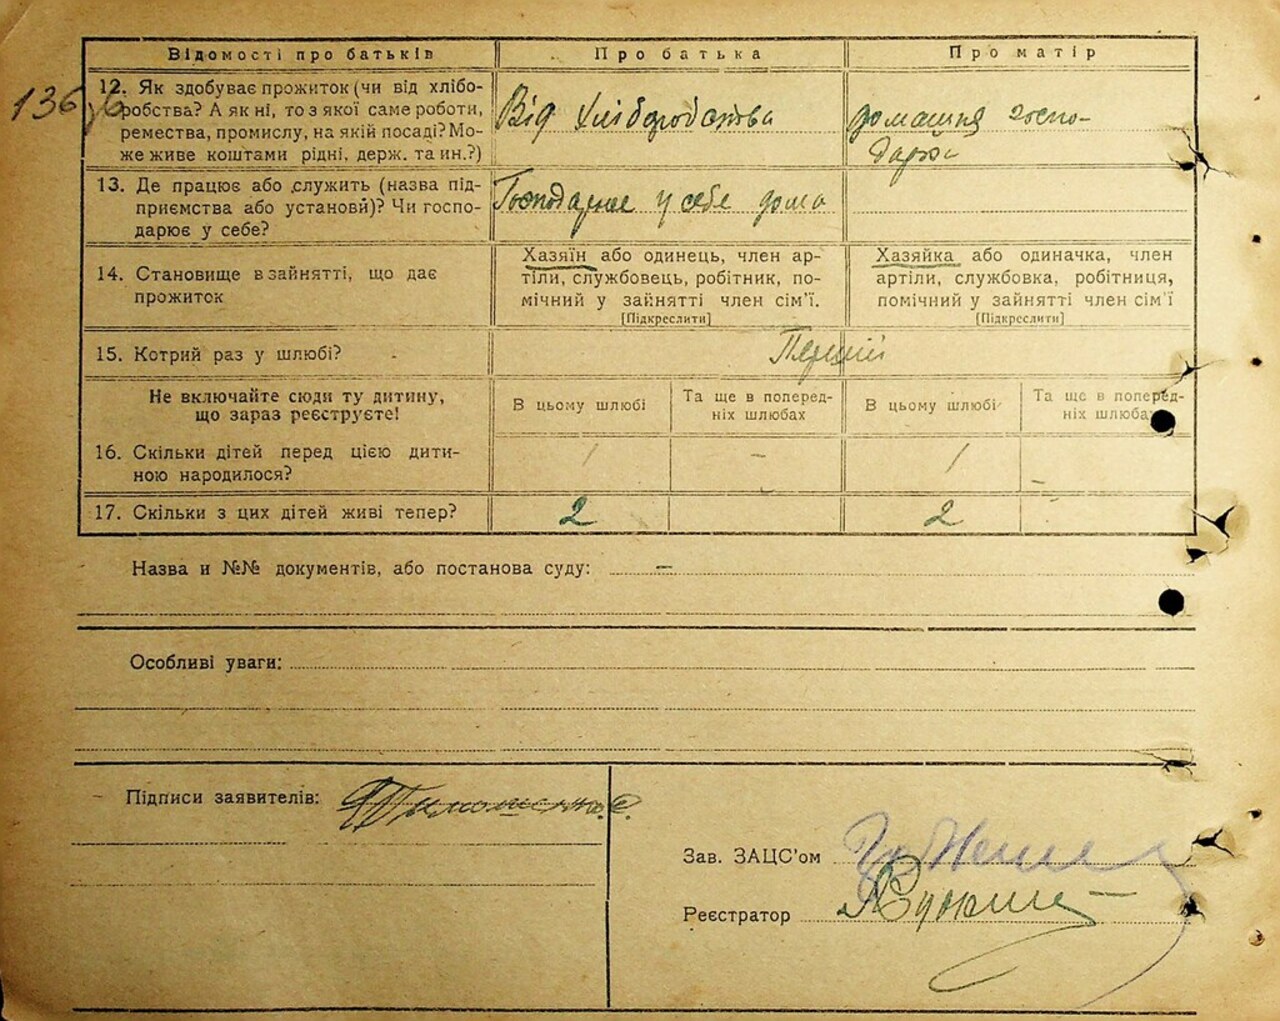 Відомості про батьків
Про батька
Про матір
136
12. Як здобуває прожиток (чи від хлібо-
робства? А як ні, то з якої саме роботи,
ремества, промислу, на якій посаді? Мо-
же живе коштами рідні, держ. та ин.?)
Від хліборобства
домашня госпо-
дарка
13. Де працює або служить (назва під-
приємства або установи)? Чи госпо-
дарює у себе?
Господарює у себе дома
14. Становище в зайнятті, що дає
прожиток
Хазяїн або одинець, член ар-
тіли, службовець, робітник, по-
мічний у зайнятті член сім'ї.
[Підкреслити]
Хазяйка або одиначка, член
артіли, службовка, робітниця,
помічний у зайнятті член сім'ї
[Підкреслити]
15. Котрий раз у шлюбі?
Перший
Не включайте сюди ту дитину,
що зараз реєструєте!
В цьому шлюбі
Та ще в поперед-
ніх шлюбах
В цьому шлюбі
Та ще в поперед-
ніх шлюбах
16. Скільки дітей перед цією дити-
ною народилося?
/ - / -
17. Скільки з цих дітей живі тепер?
2
2
Назва и №№ документів, або постанова суду: —
Особливі уваги:
Підписи заявителів:
Зав. ЗАЦС'ом
Реєстратор